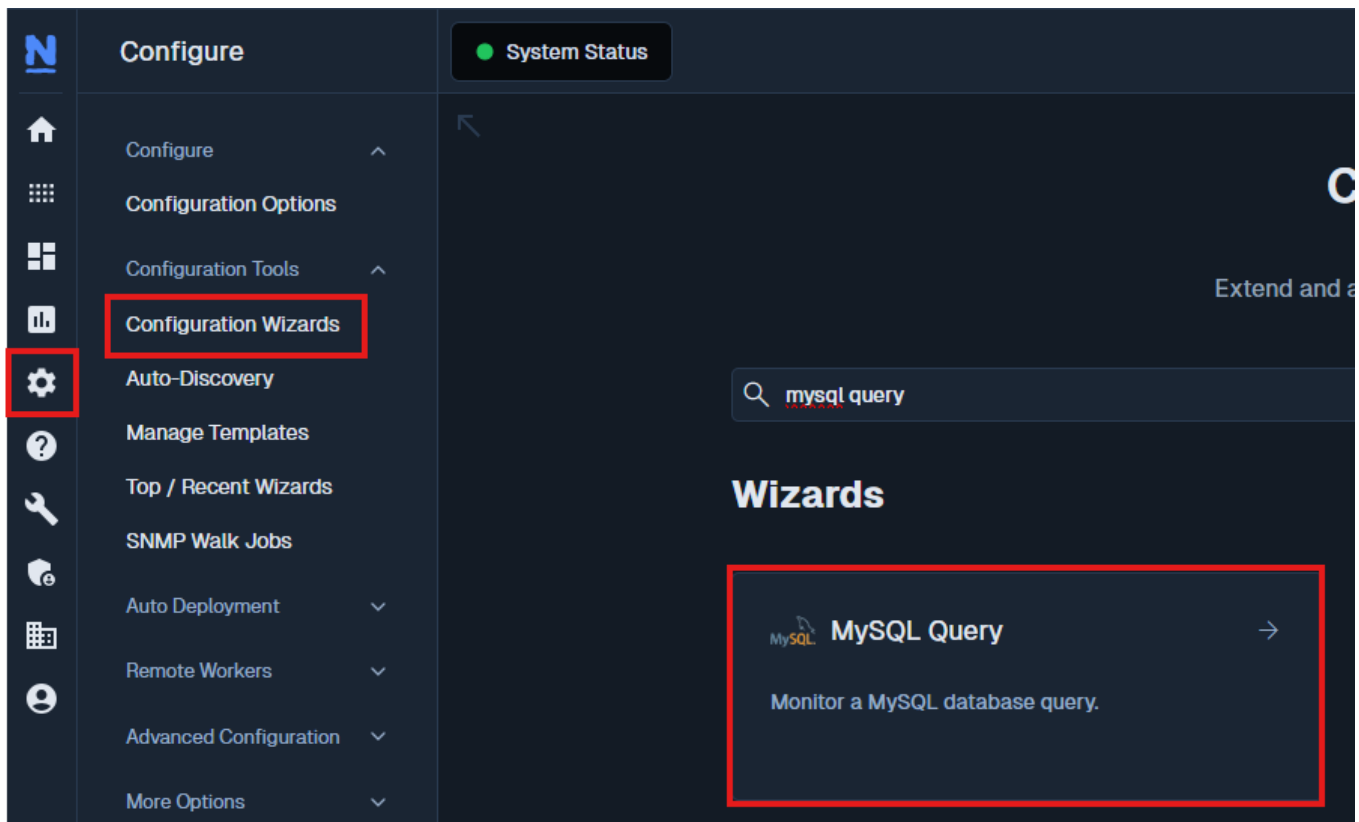 N
Configure
System Status
Configure
Configuration Options
Configuration Tools
Configuration Wizards
Auto-Discovery
Manage Templates
Top / Recent Wizards
SNMP Walk Jobs
Auto Deployment
Remote Workers
Advanced Configuration
More Options
C
Extend and a
mysql query
Wizards
MySQL MySQL Query
Monitor a MySQL database query.